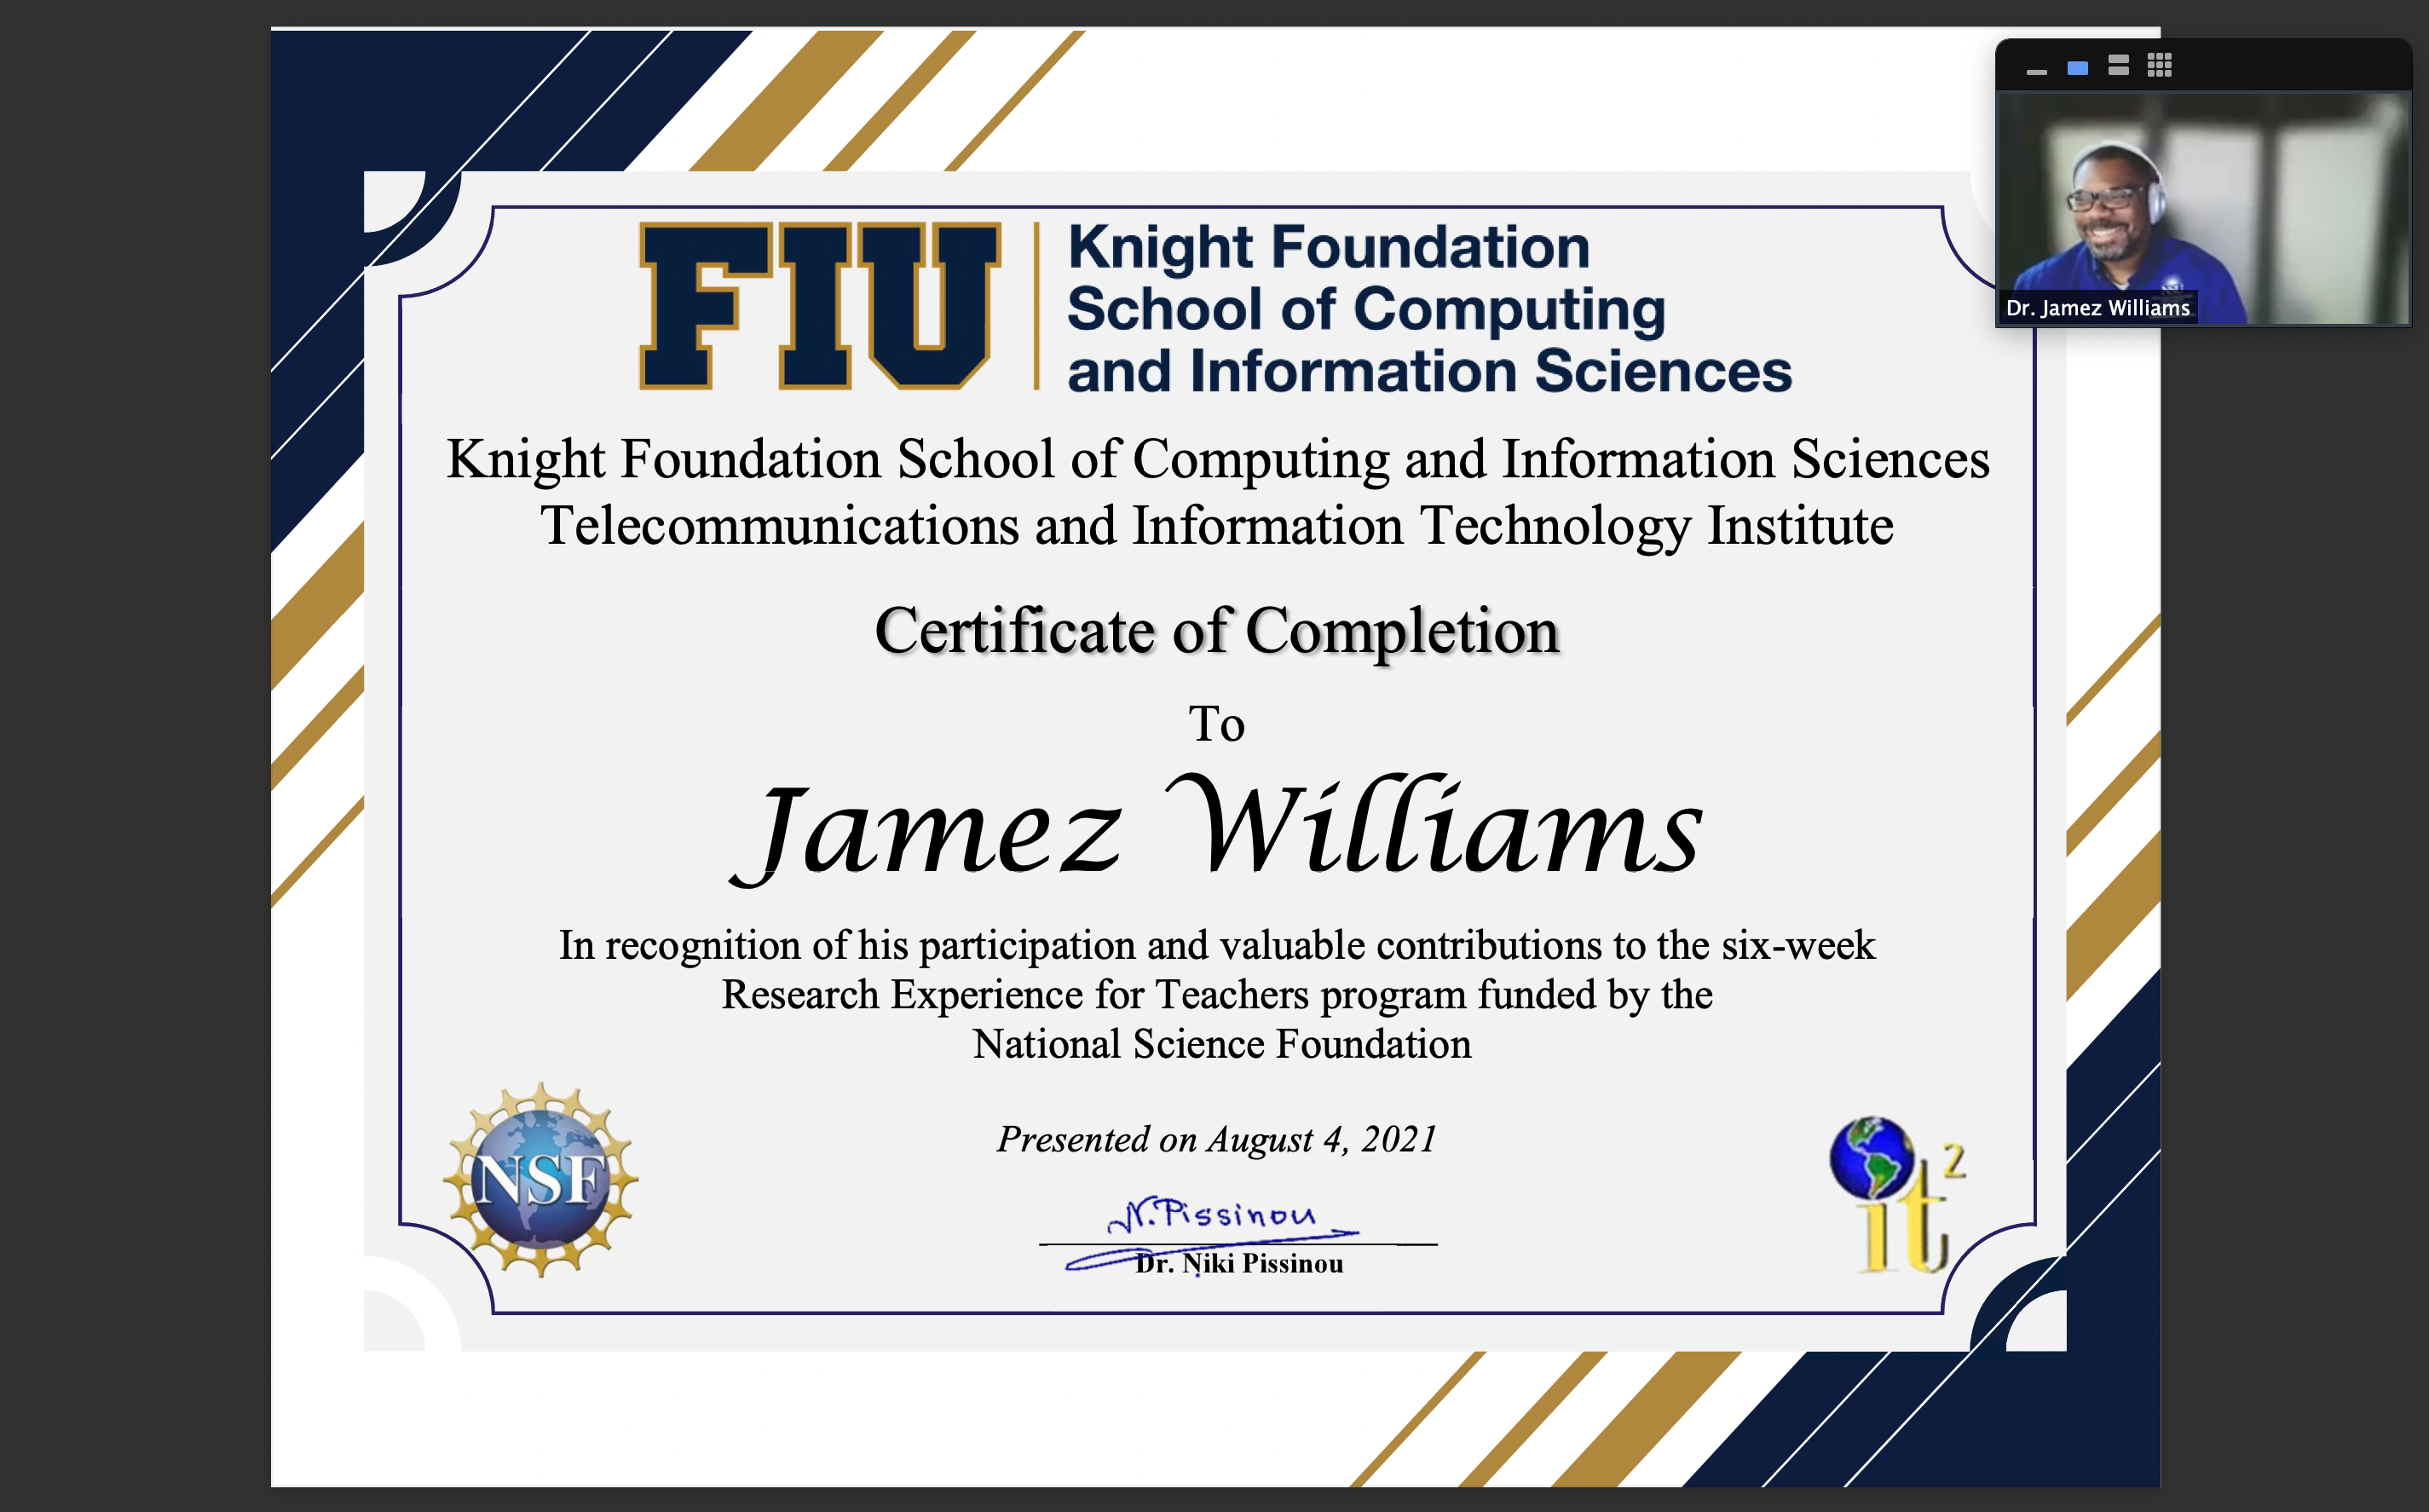 FIU
Knight Foundation
School of Computing
and Information Sciences
Dr. Jamez Williams
Knight Foundation School of Computing and Information Sciences
Telecommunications and Information Technology Institute
Certificate of Completion
To
Jamez Williams
In recognition of his participation and valuable contributions to the six-week
Research Experience for Teachers program funded by the
National Science Foundation
Presented on August 4, 2021
NSF
it2
N. Pissinou
Dr. Niki Pissinou